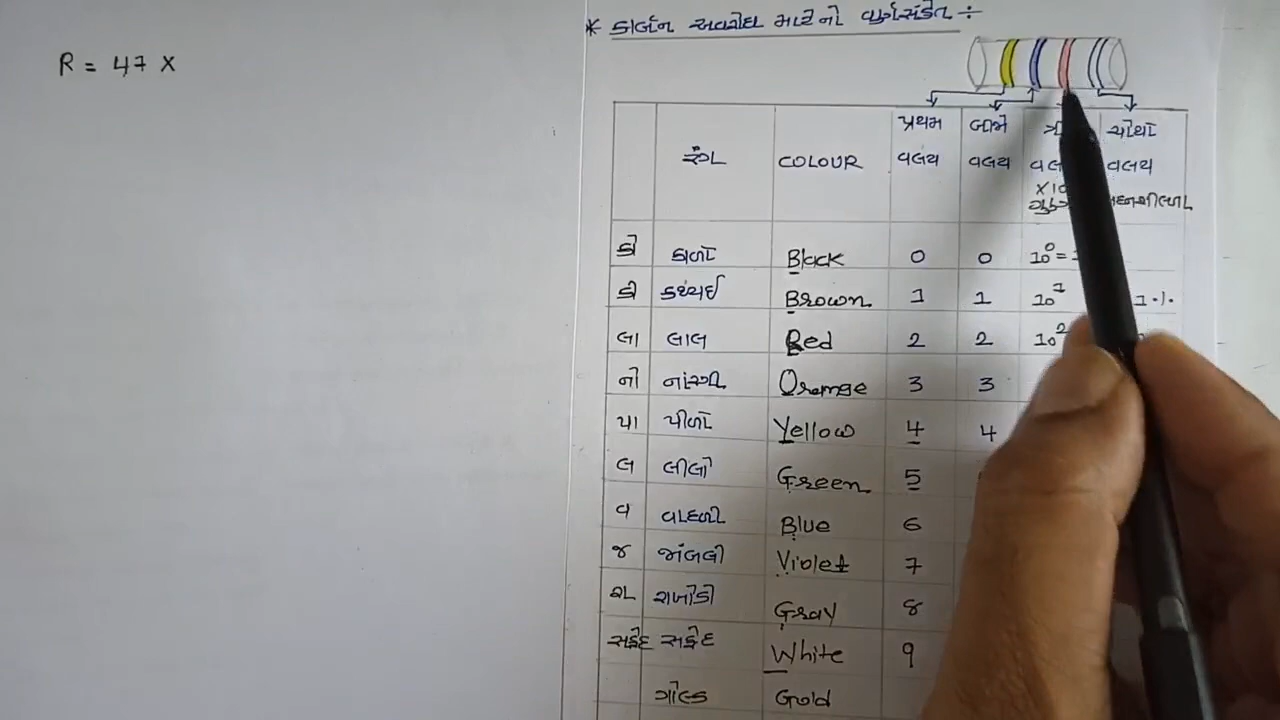 * કાર્બન અવરોધ માટેનો વર્ણસંકેત ÷
R = 47 X
પ્રથમ બીજો ચોથો
રંગ COLOUR વલય વલય વલય
કો કાળો Black 0 0 10⁰ =
કો કથ્થઈ Brown 1 1 10¹ 1.%
લા લાલ Red 2 2 10²
નો નારંગી Orange 3 3
પી પીળો Yellow 4 4
લ લીલો Green 5
વ વાદળી Blue 6
જ જાંબલી Violet 7
રા રાખોડી Gray 8
સફેદ સફેદ White 9
ગોલ્ડ Gold